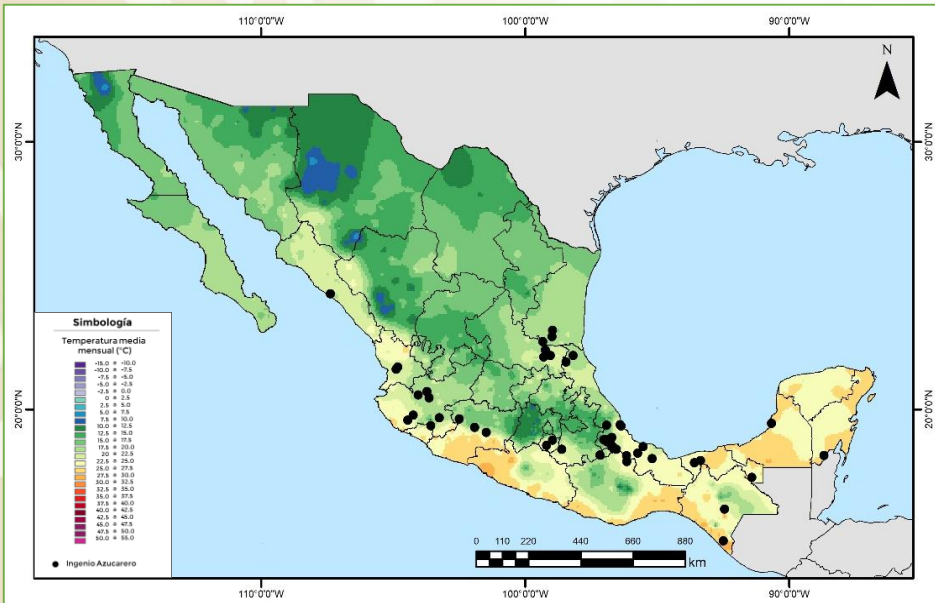 110°0'0"N
100°0'0"N
90°0'0"N
N
30°0'0"N
30°0'0"N
20°0'0"N
20°0'0"N
Simbología
Temperatura media
mensual (°C)
-15.0 a -10.0
-10.0 a -7.5
-7.5 a -5.0
-5.0 a -2.5
-2.5 a 0.0
0 a 2.5
2.5 a 5.0
5.0 a 7.5
7.5 a 10.0
10.0 a 12.5
12.5 a 15.0
15.0 a 17.5
17.5 a 20.0
20 a 22.5
22.5 a 25.0
25.0 a 27.5
27.5 a 30.0
30.0 a 32.5
32.5 a 35.0
35.0 a 37.5
37.5 a 40.0
40.0 a 42.5
42.5 a 45.0
45.0 a 47.5
47.5 a 50.0
50.0 a 55.0
Ingenio Azucarero
0 110 220 440 660 880
km
110°0'0"N
100°0'0"N
90°0'0"N